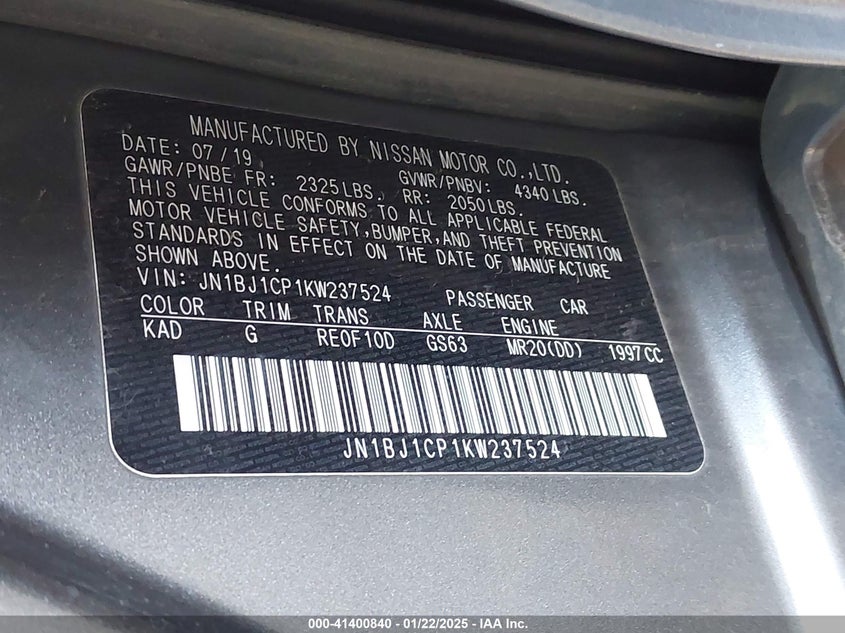 MANUFACTURED BY NISSAN MOTOR CO.,LTD.
DATE: 07/19 GVWR/PNBV: 4340 LBS.
GAWR/PNBE FR: 2325LBS. RR: 2050LBS.
THIS VEHICLE CONFORMS TO ALL APPLICABLE FEDERAL
MOTOR VEHICLE SAFETY,BUMPER,AND THEFT PREVENTION
STANDARDS IN EFFECT ON THE DATE OF MANUFACTURE
SHOWN ABOVE.
VIN: JN1BJ1CP1KW237524 PASSENGER CAR
COLOR TRIM TRANS AXLE ENGINE
KAD G RE0F10D GS63 MR20(DD) 1997CC
JN1BJ1CP1KW237524
000-41400840 - 01/22/2025 - IAA Inc.